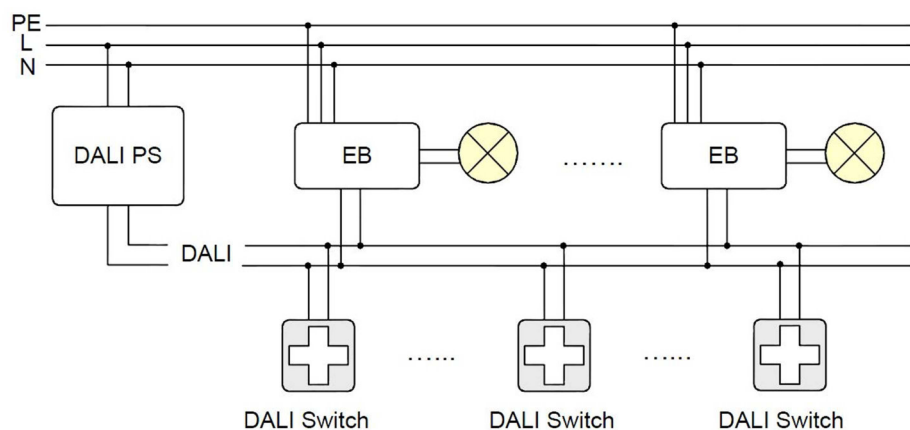 PE
L
N
DALI PS
EB
.......
EB
DALI
......
......
DALI Switch
DALI Switch
DALI Switch